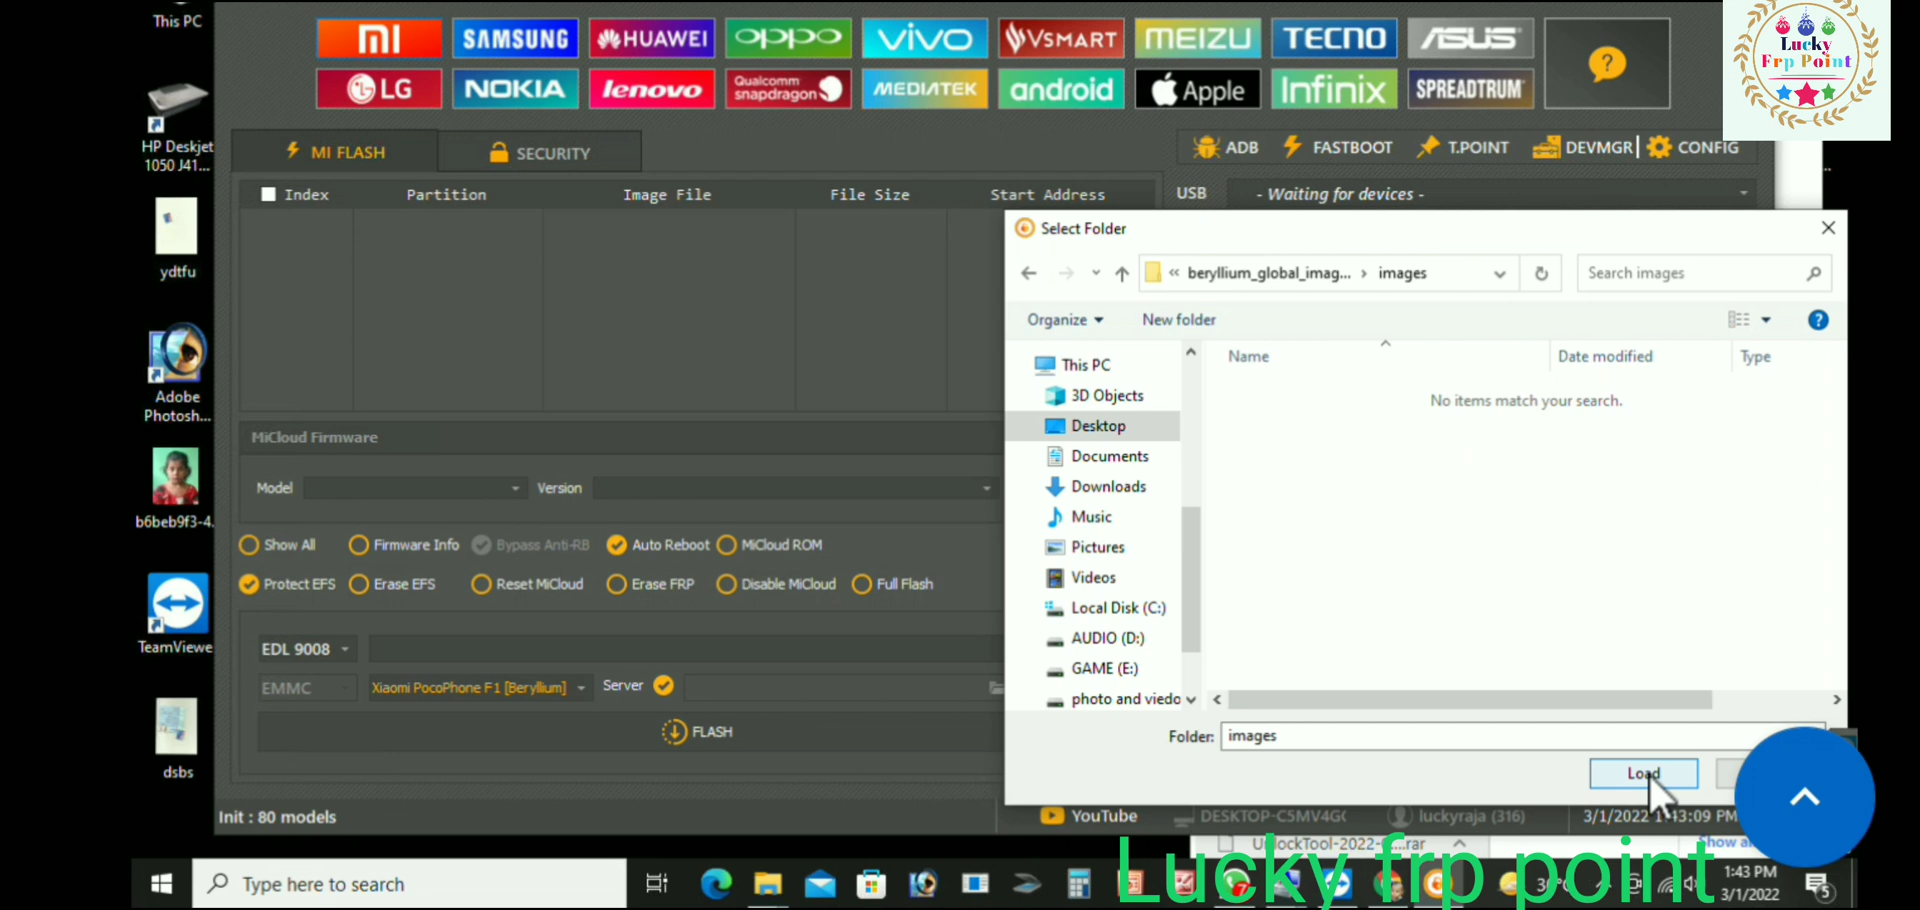 This PC
HP Deskjet
1050 J41...
ydtfu
Adobe
Photosh...
b6beb9f3-4.
TeamViewe
dsbs
mi SAMSUNG HUAWEI oppo vivo VSMART MEIZU TECNO ASUS ?
LG NOKIA lenovo Qualcomm snapdragon MEDIATEK android Apple Infinix SPREADTRUM
Lucky
Frp Point
MI FLASH SECURITY
ADB FASTBOOT T.POINT DEVMGR CONFIG
Index Partition Image File File Size Start Address
USB - Waiting for devices -
Select Folder
« beryllium_global_imag... › images
Search images
Organize New folder
This PC
3D Objects
Desktop
Documents
Downloads
Music
Pictures
Videos
Local Disk (C:)
AUDIO (D:)
GAME (E:)
photo and viedo
Name Date modified Type
No items match your search.
Folder: images
Load
MiCloud Firmware
Model Version
Show All Firmware Info Bypass Anti-RB Auto Reboot MiCloud ROM
Protect EFS Erase EFS Reset MiCloud Erase FRP Disable MiCloud Full Flash
EDL 9008
EMMC Xiaomi PocoPhone F1 [Beryllium] Server
FLASH
Init : 80 models
YouTube luckyraja (316) 3/1/2022 1:43:09 PM
Show al
Lucky frp point
Type here to search
1:43 PM
3/1/2022
5